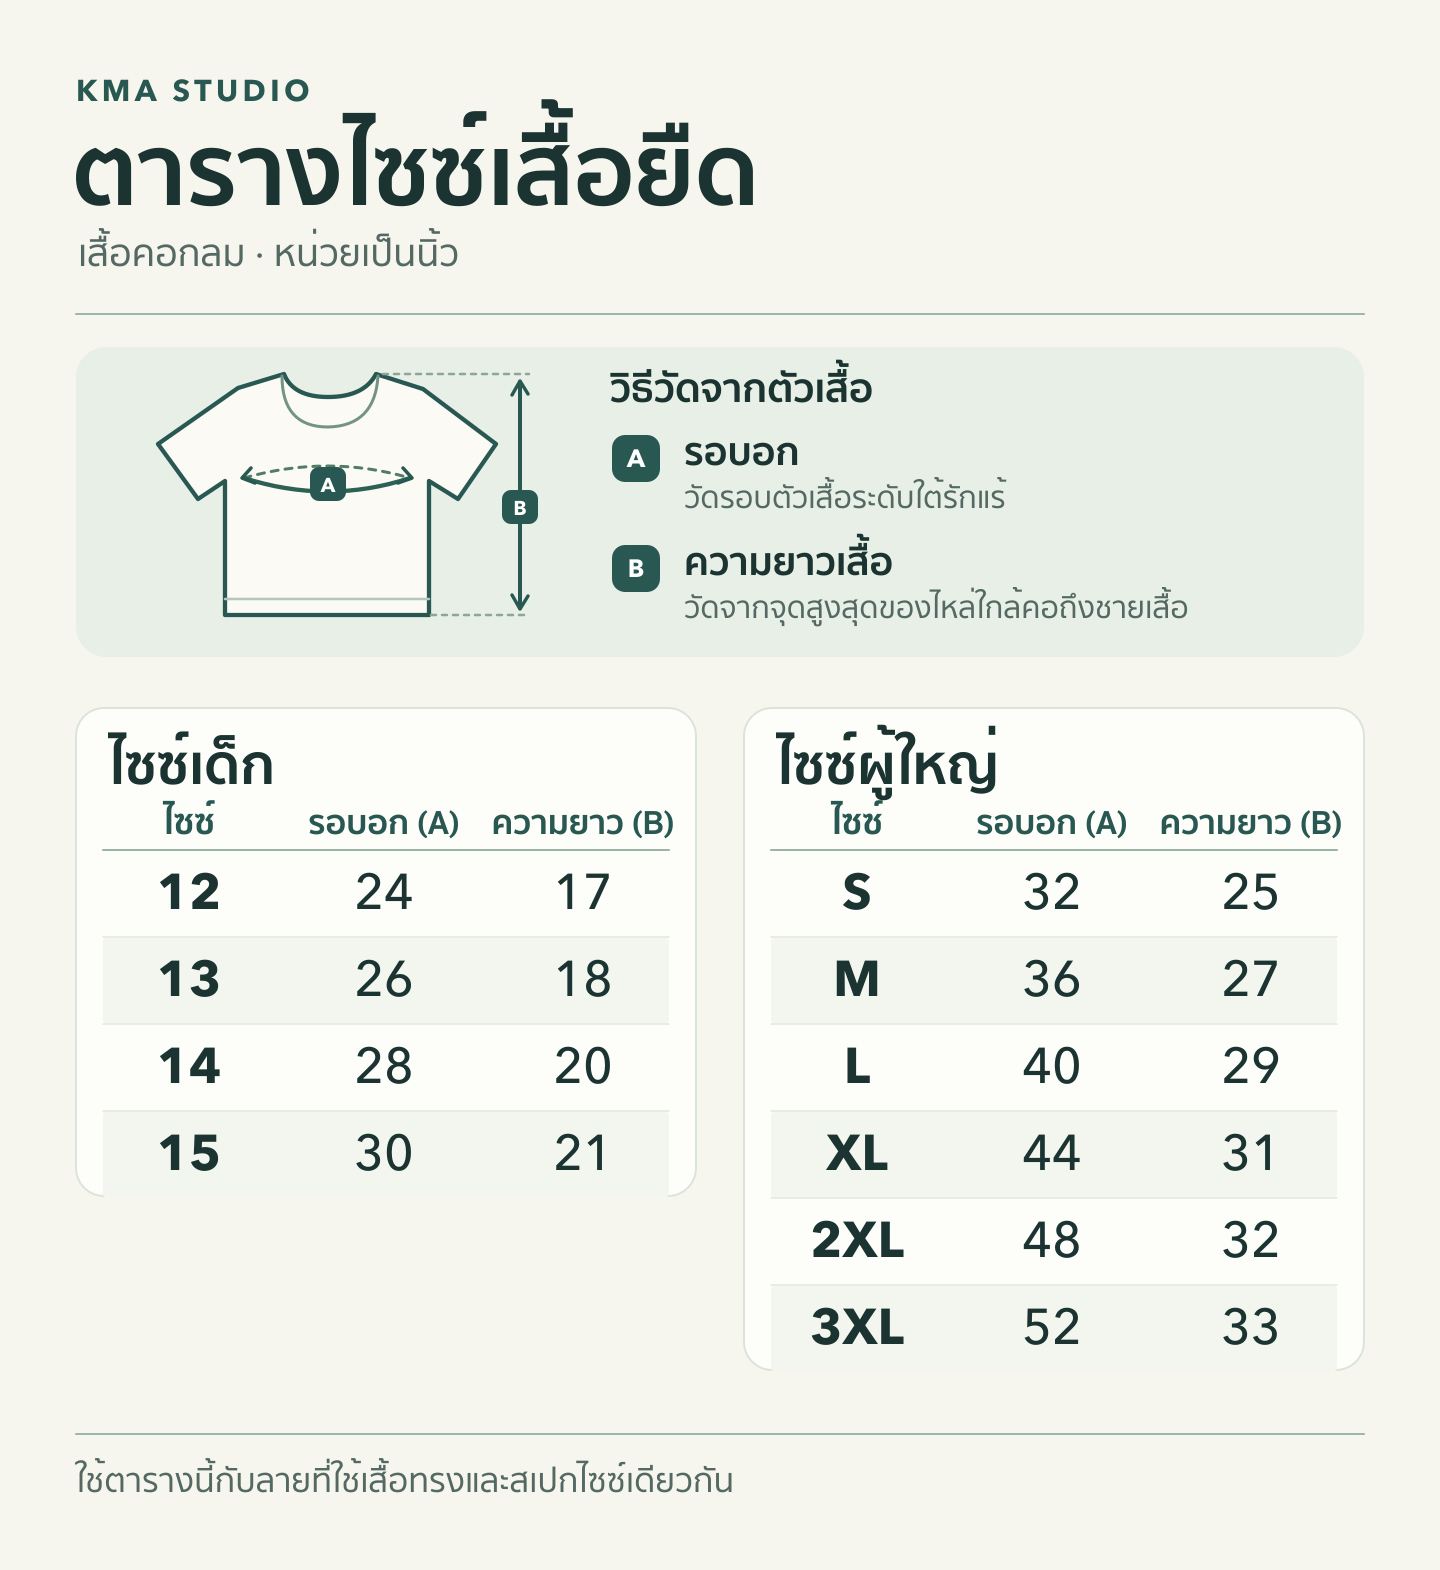 KMA STUDIO
ตารางไซซ์เสื้อยืด
เสื้อคอกลม · หน่วยเป็นนิ้ว
A
B
วิธีวัดจากตัวเสื้อ
A รอบอก
วัดรอบตัวเสื้อระดับใต้รักแร้
B ความยาวเสื้อ
วัดจากจุดสูงสุดของไหล่ใกล้คอถึงชายเสื้อ
ไซซ์เด็ก
ไซซ์ รอบอก (A) ความยาว (B)
12 24 17
13 26 18
14 28 20
15 30 21
ไซซ์ผู้ใหญ่
ไซซ์ รอบอก (A) ความยาว (B)
S 32 25
M 36 27
L 40 29
XL 44 31
2XL 48 32
3XL 52 33
ใช้ตารางนี้กับลายที่ใช้เสื้อทรงและสเปกไซซ์เดียวกัน